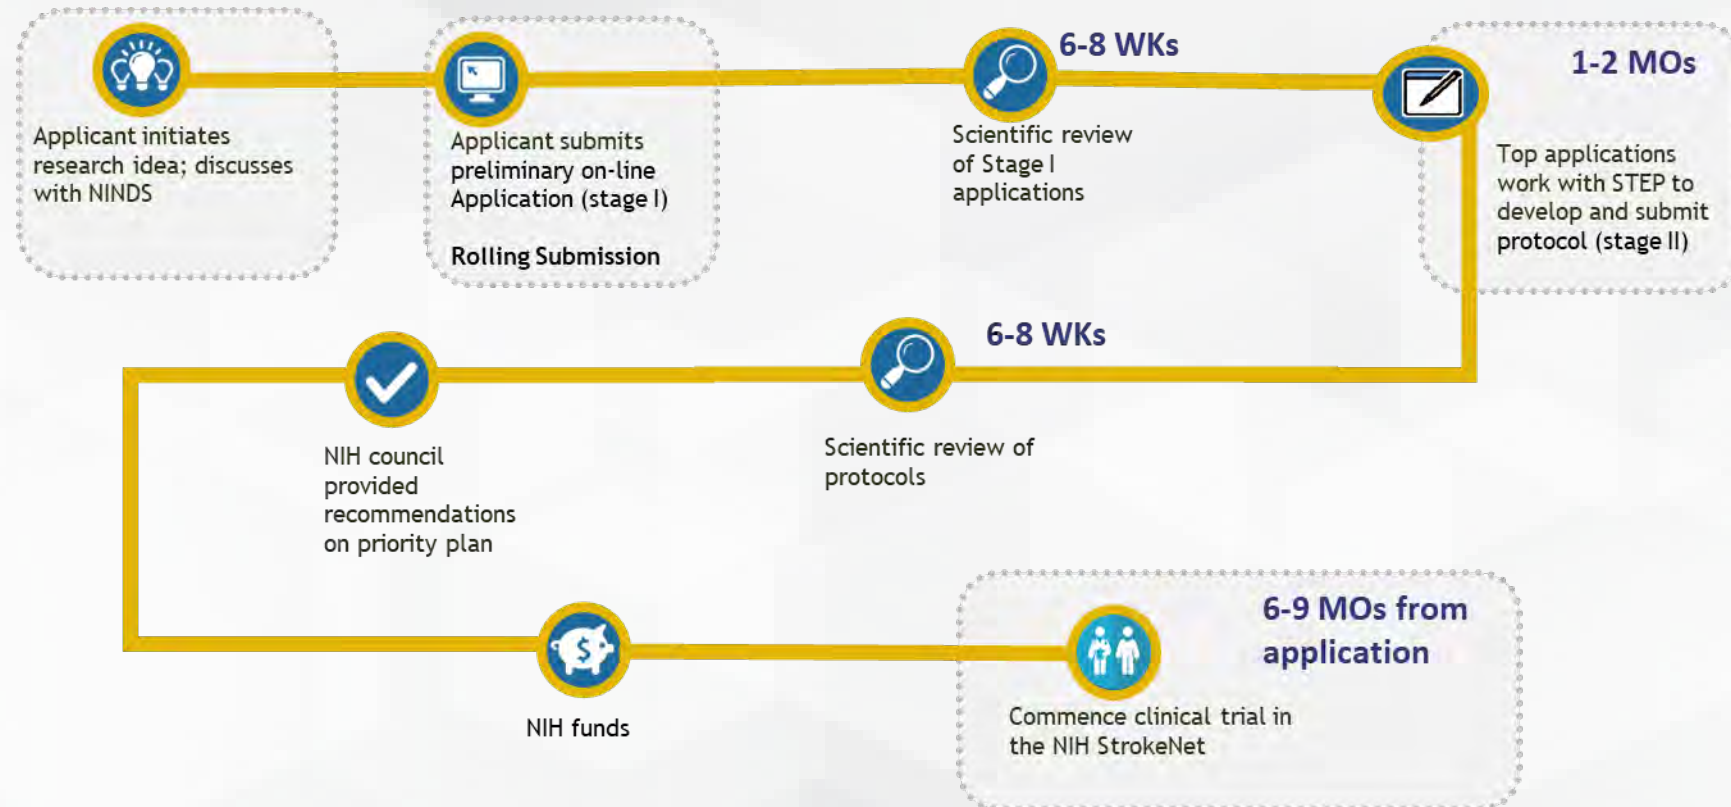 Applicant initiates
research idea; discusses
with NINDS
Applicant submits
preliminary on-line
Application (stage I)
Rolling Submission
6-8 WKs
Scientific review
of Stage I
applications
1-2 MOs
Top applications
work with STEP to
develop and submit
protocol (stage II)
6-8 WKs
Scientific review of
protocols
NIH council
provided
recommendations
on priority plan
$
NIH funds
6-9 MOs from
application
Commence clinical trial in
the NIH StrokeNet